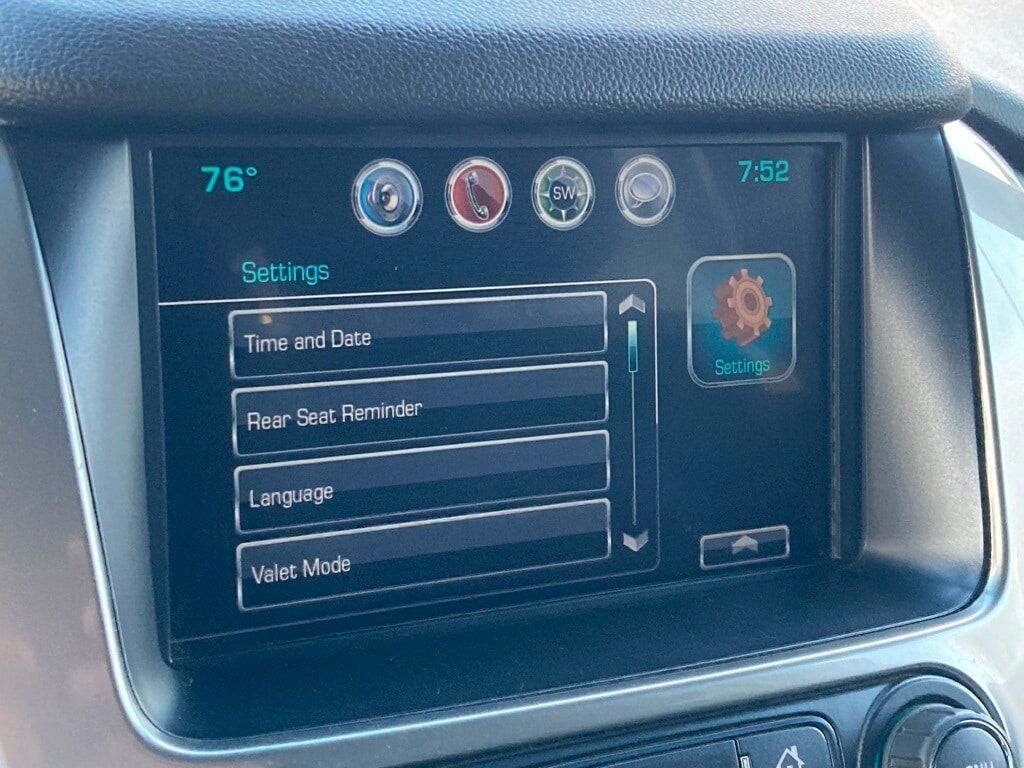 76°
SW
7:52
Settings
Time and Date
Rear Seat Reminder
Language
Valet Mode
Settings